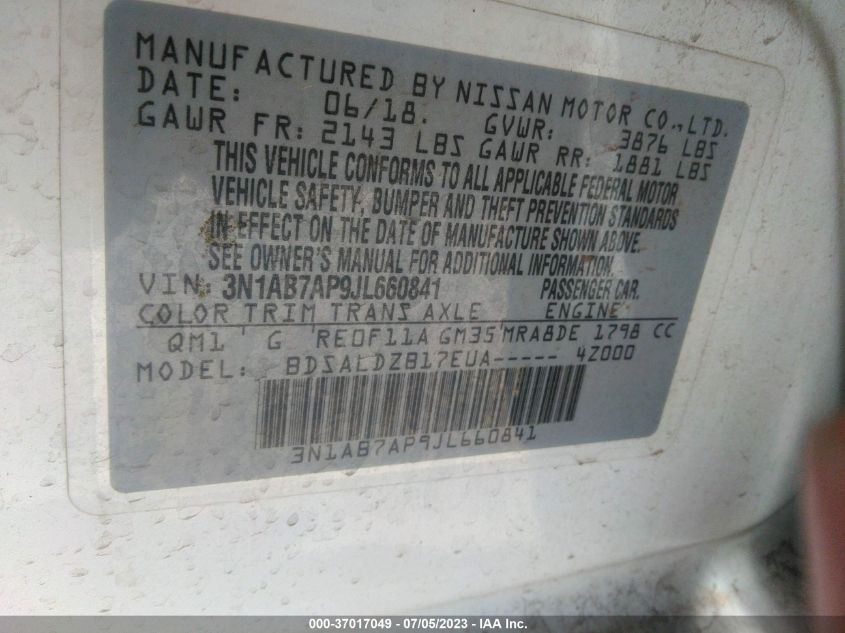 MANUFACTURED BY NISSAN MOTOR CO.,LTD.
DATE: 06/18. GVWR: 3876 LBS
GAWR FR: 2143 LBS GAWR RR: 1881 LBS
THIS VEHICLE CONFORMS TO ALL APPLICABLE FEDERAL MOTOR
VEHICLE SAFETY, BUMPER AND THEFT PREVENTION STANDARDS
IN EFFECT ON THE DATE OF MANUFACTURE SHOWN ABOVE.
SEE OWNER'S MANUAL FOR ADDITIONAL INFORMATION.
VIN: 3N1AB7AP9JL660841 PASSENGER CAR.
COLOR TRIM TRANS AXLE ENGINE
QM1 G RE0F11A GM35 MRA8DE 1798 CC
MODEL: BDSALDZB17EUA----- 4Z000
3N1AB7AP9JL660841
000-37017049 - 07/05/2023 - IAA Inc.